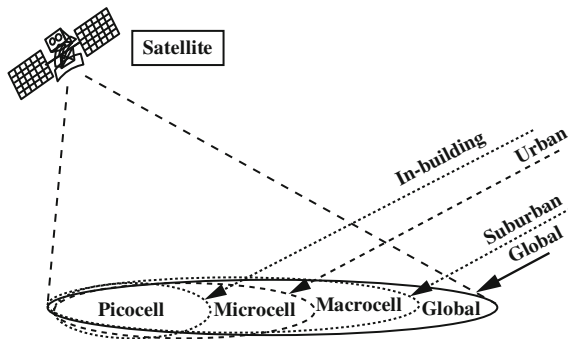 Satellite
In-building
Urban
Suburban
Global
Picocell
Microcell
Macrocell
Global